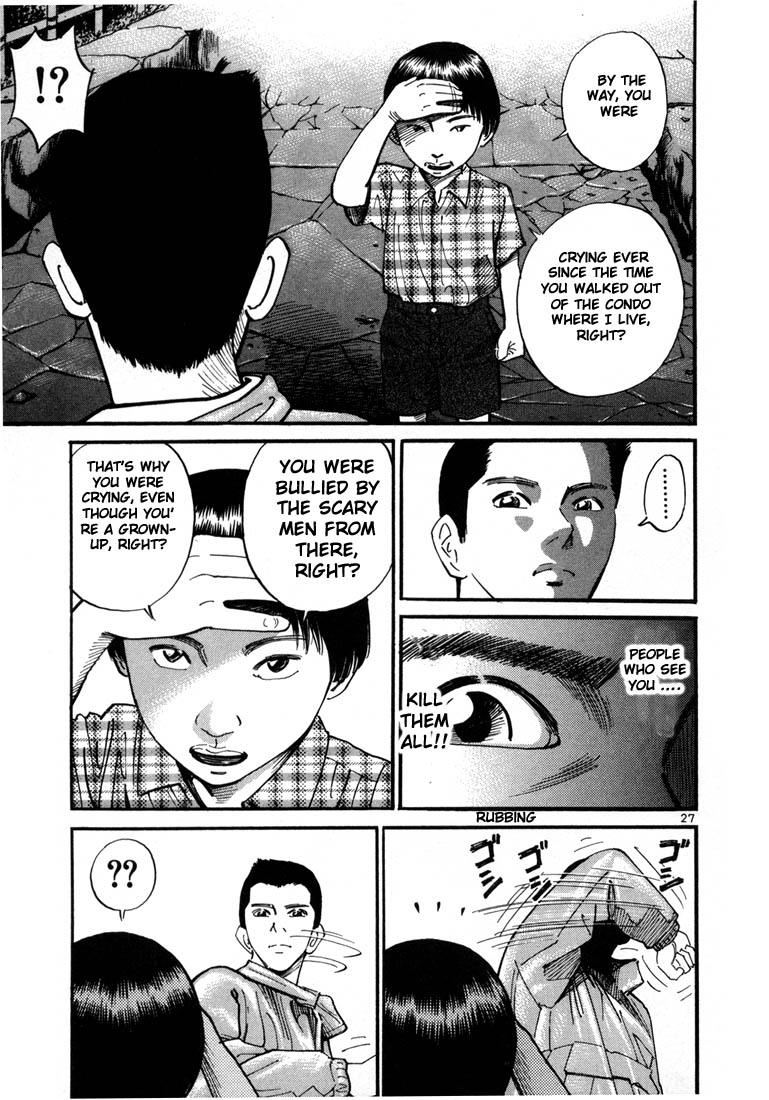 BY THE
WAY, YOU
WERE
!?
CRYING EVER
SINCE THE TIME
YOU WALKED OUT
OF THE CONDO
WHERE I LIVE,
RIGHT?
.........
YOU WERE
BULLIED BY
THE SCARY
MEN FROM
THERE,
RIGHT?
THAT'S WHY
YOU WERE
CRYING, EVEN
THOUGH YOU'
RE A GROWN-
UP, RIGHT?
PEOPLE
WHO SEE
YOU ....
KILL
THEM
ALL!!
27
RUBBING
ゴシ
ゴシ
ゴシ
??